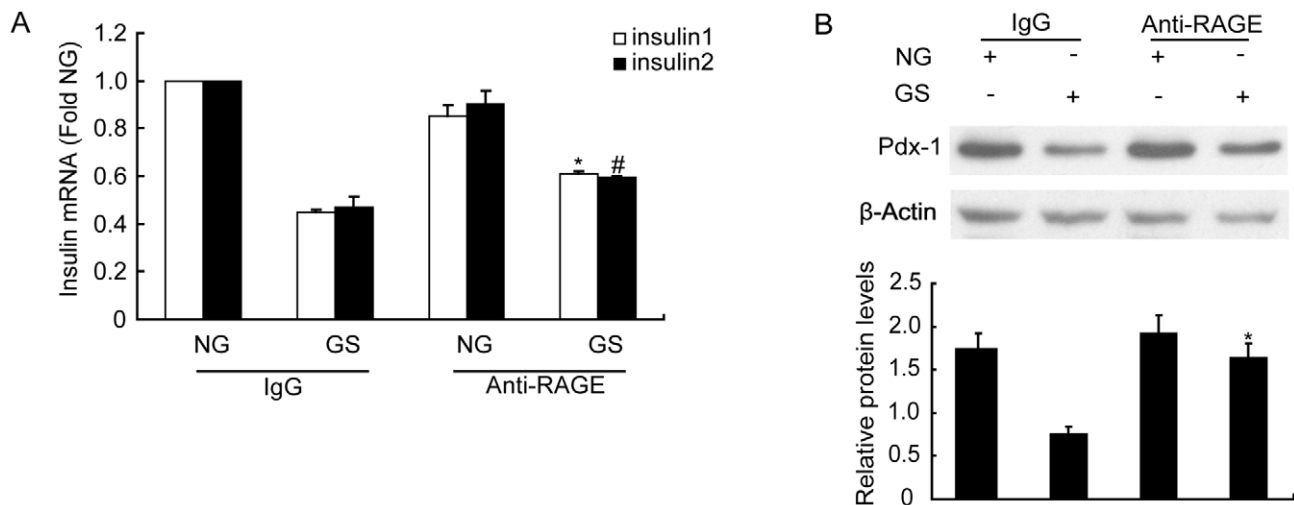 A
Insulin mRNA (Fold NG)
1.2
1.0
0.8
0.6
0.4
0.2
0
insulin1
insulin2
* #
NG GS NG GS
IgG Anti-RAGE
B
IgG Anti-RAGE
NG + - + -
GS - + - +
Pdx-1
β-Actin
Relative protein levels
2.5
2.0
1.5
1.0
0.5
0
*